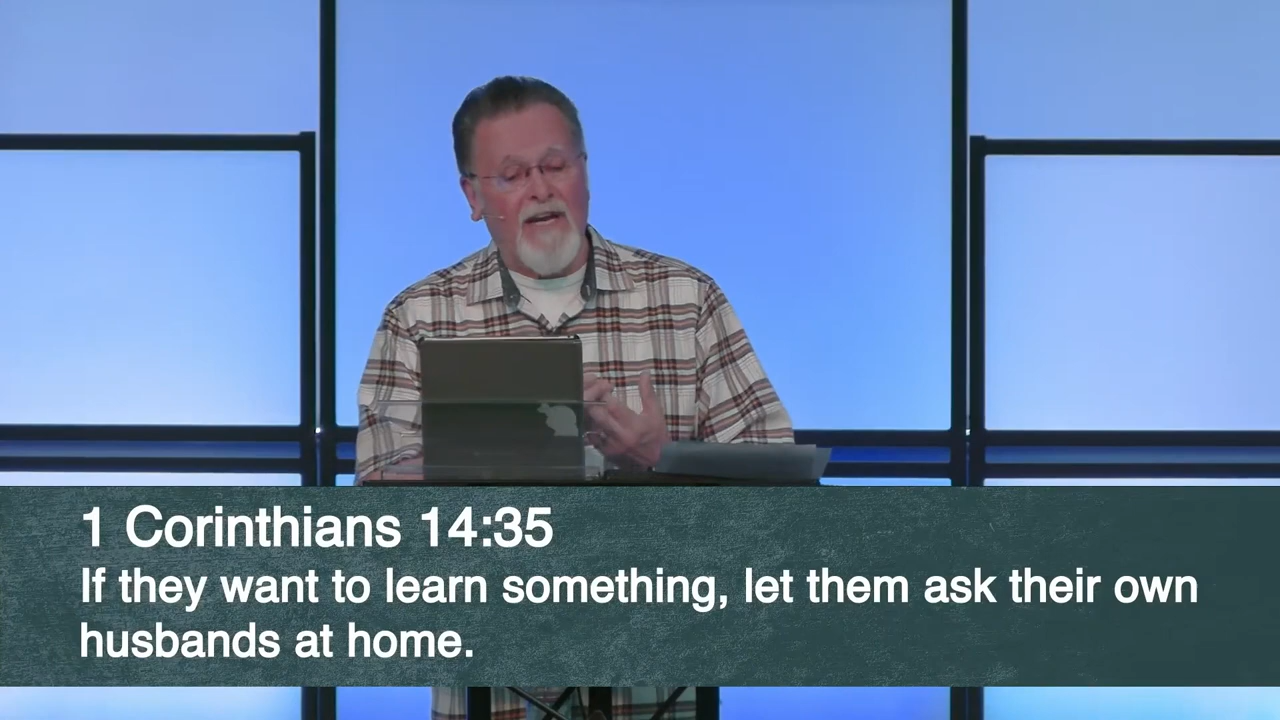 1 Corinthians 14:35
If they want to learn something, let them ask their own
husbands at home.